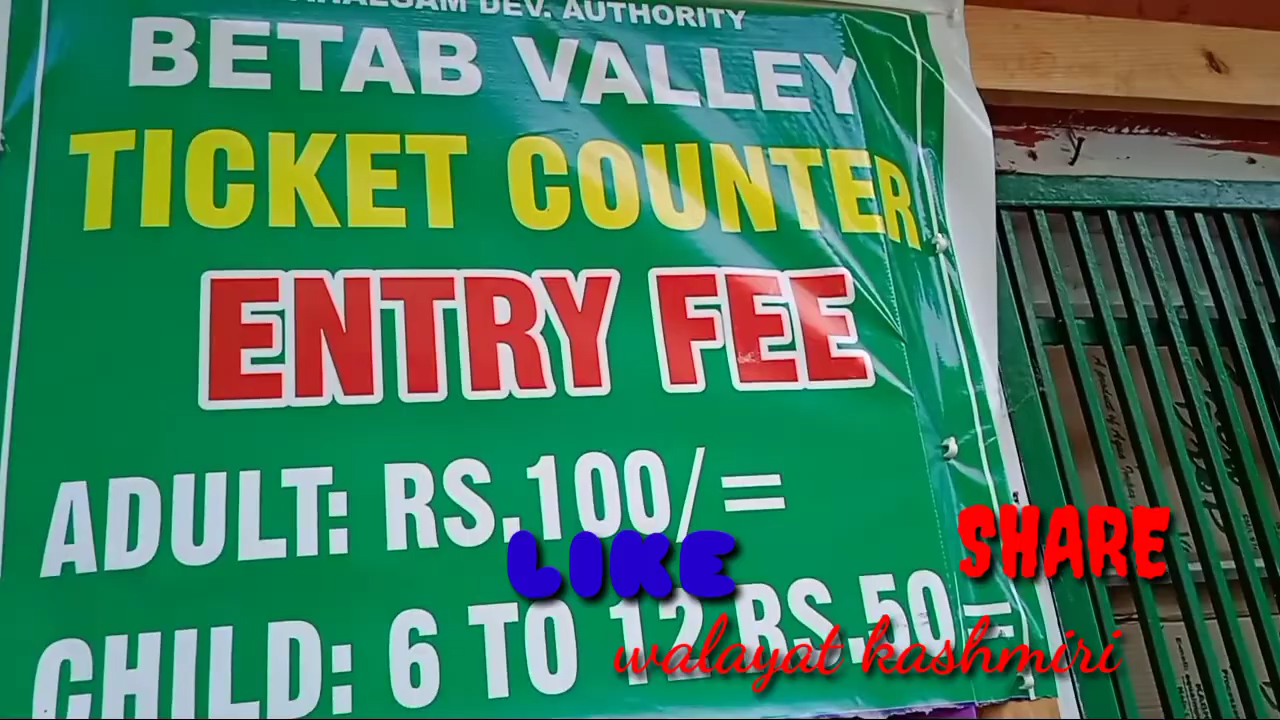 DEV. AUTHORITY
BETAB VALLEY
TICKET COUNTER
ENTRY FEE
ADULT: RS.100/=
CHILD: 6 TO 12 RS.50 =
LIKE
SHARE
walayat kashmiri